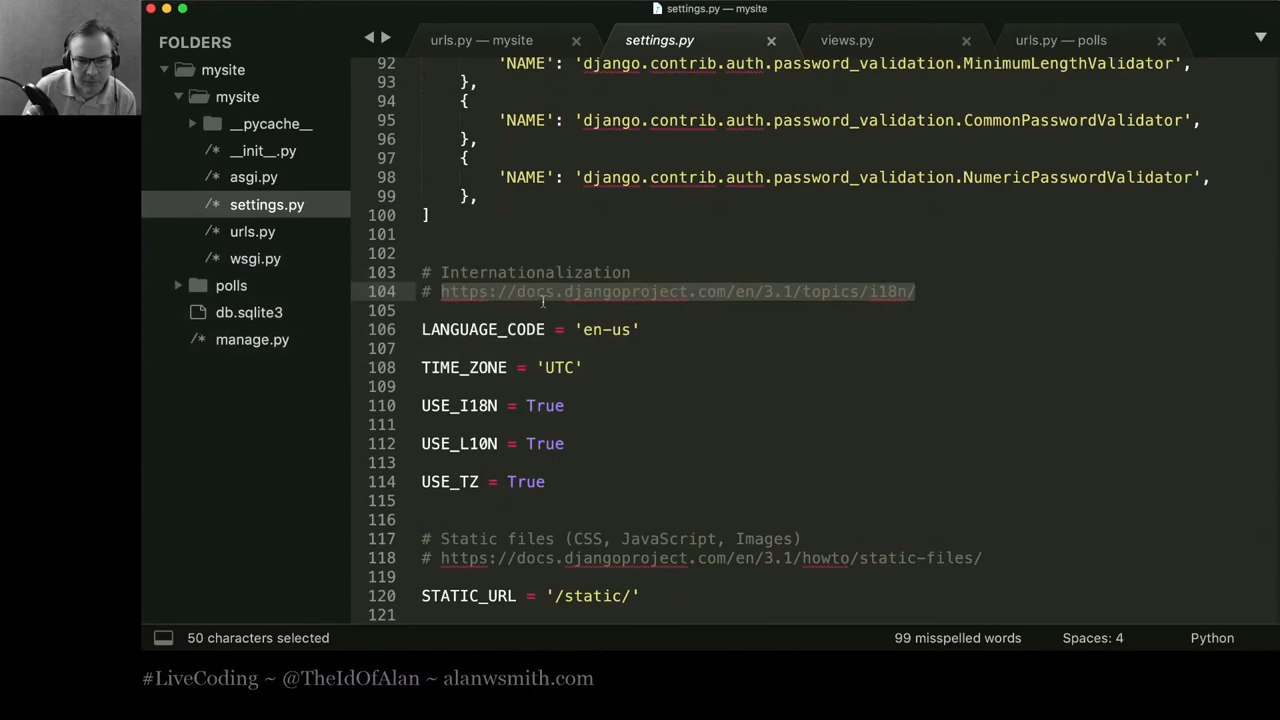 settings.py — mysite
FOLDERS
mysite
mysite
__pycache__
/* __init__.py
/* asgi.py
/* settings.py
/* urls.py
/* wsgi.py
polls
/* db.sqlite3
/* manage.py
urls.py — mysite
settings.py
views.py
urls.py — polls
92 'NAME': 'django.contrib.auth.password_validation.MinimumLengthValidator',
93 },
94 {
95 'NAME': 'django.contrib.auth.password_validation.CommonPasswordValidator',
96 },
97 {
98 'NAME': 'django.contrib.auth.password_validation.NumericPasswordValidator',
99 },
100 ]
101
102
103 # Internationalization
104 # https://docs.djangoproject.com/en/3.1/topics/i18n/
105
106 LANGUAGE_CODE = 'en-us'
107
108 TIME_ZONE = 'UTC'
109
110 USE_I18N = True
111
112 USE_L10N = True
113
114 USE_TZ = True
115
116
117 # Static files (CSS, JavaScript, Images)
118 # https://docs.djangoproject.com/en/3.1/howto/static-files/
119
120 STATIC_URL = '/static/'
121
50 characters selected
99 misspelled words
Spaces: 4
Python
#LiveCoding ~ @TheIdOfAlan ~ alanwsmith.com